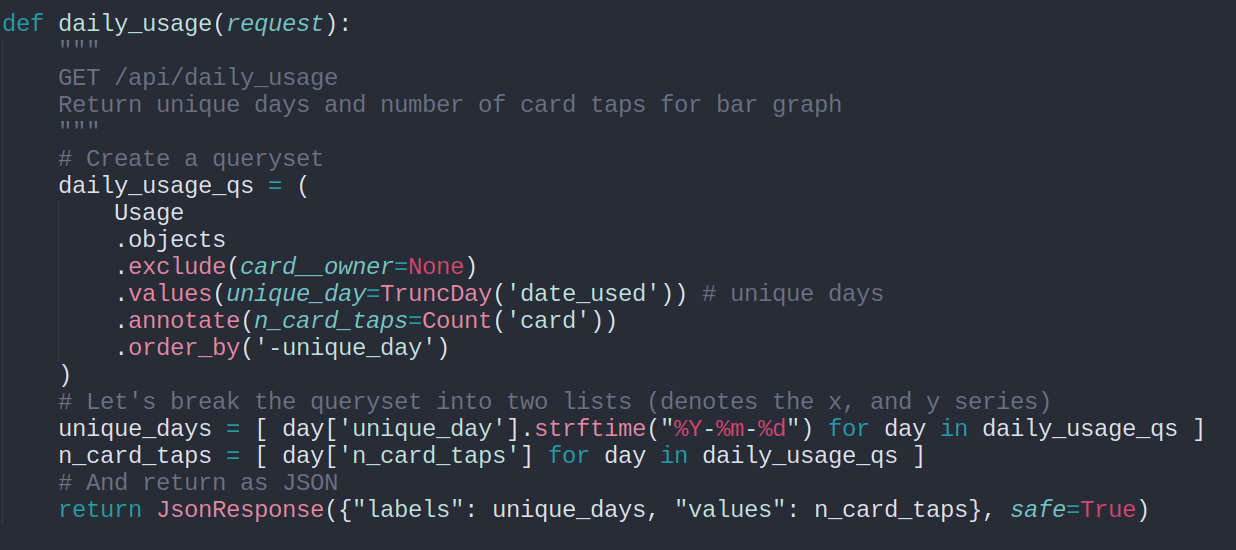 def daily_usage(request):
    """
    GET /api/daily_usage
    Return unique days and number of card taps for bar graph
    """
    # Create a queryset
    daily_usage_qs = (
        Usage
        .objects
        .exclude(card__owner=None)
        .values(unique_day=TruncDay('date_used')) # unique days
        .annotate(n_card_taps=Count('card'))
        .order_by('-unique_day')
    )
    # Let's break the queryset into two lists (denotes the x, and y series)
    unique_days = [ day['unique_day'].strftime("%Y-%m-%d") for day in daily_usage_qs ]
    n_card_taps = [ day['n_card_taps'] for day in daily_usage_qs ]
    # And return as JSON
    return JsonResponse({"labels": unique_days, "values": n_card_taps}, safe=True)